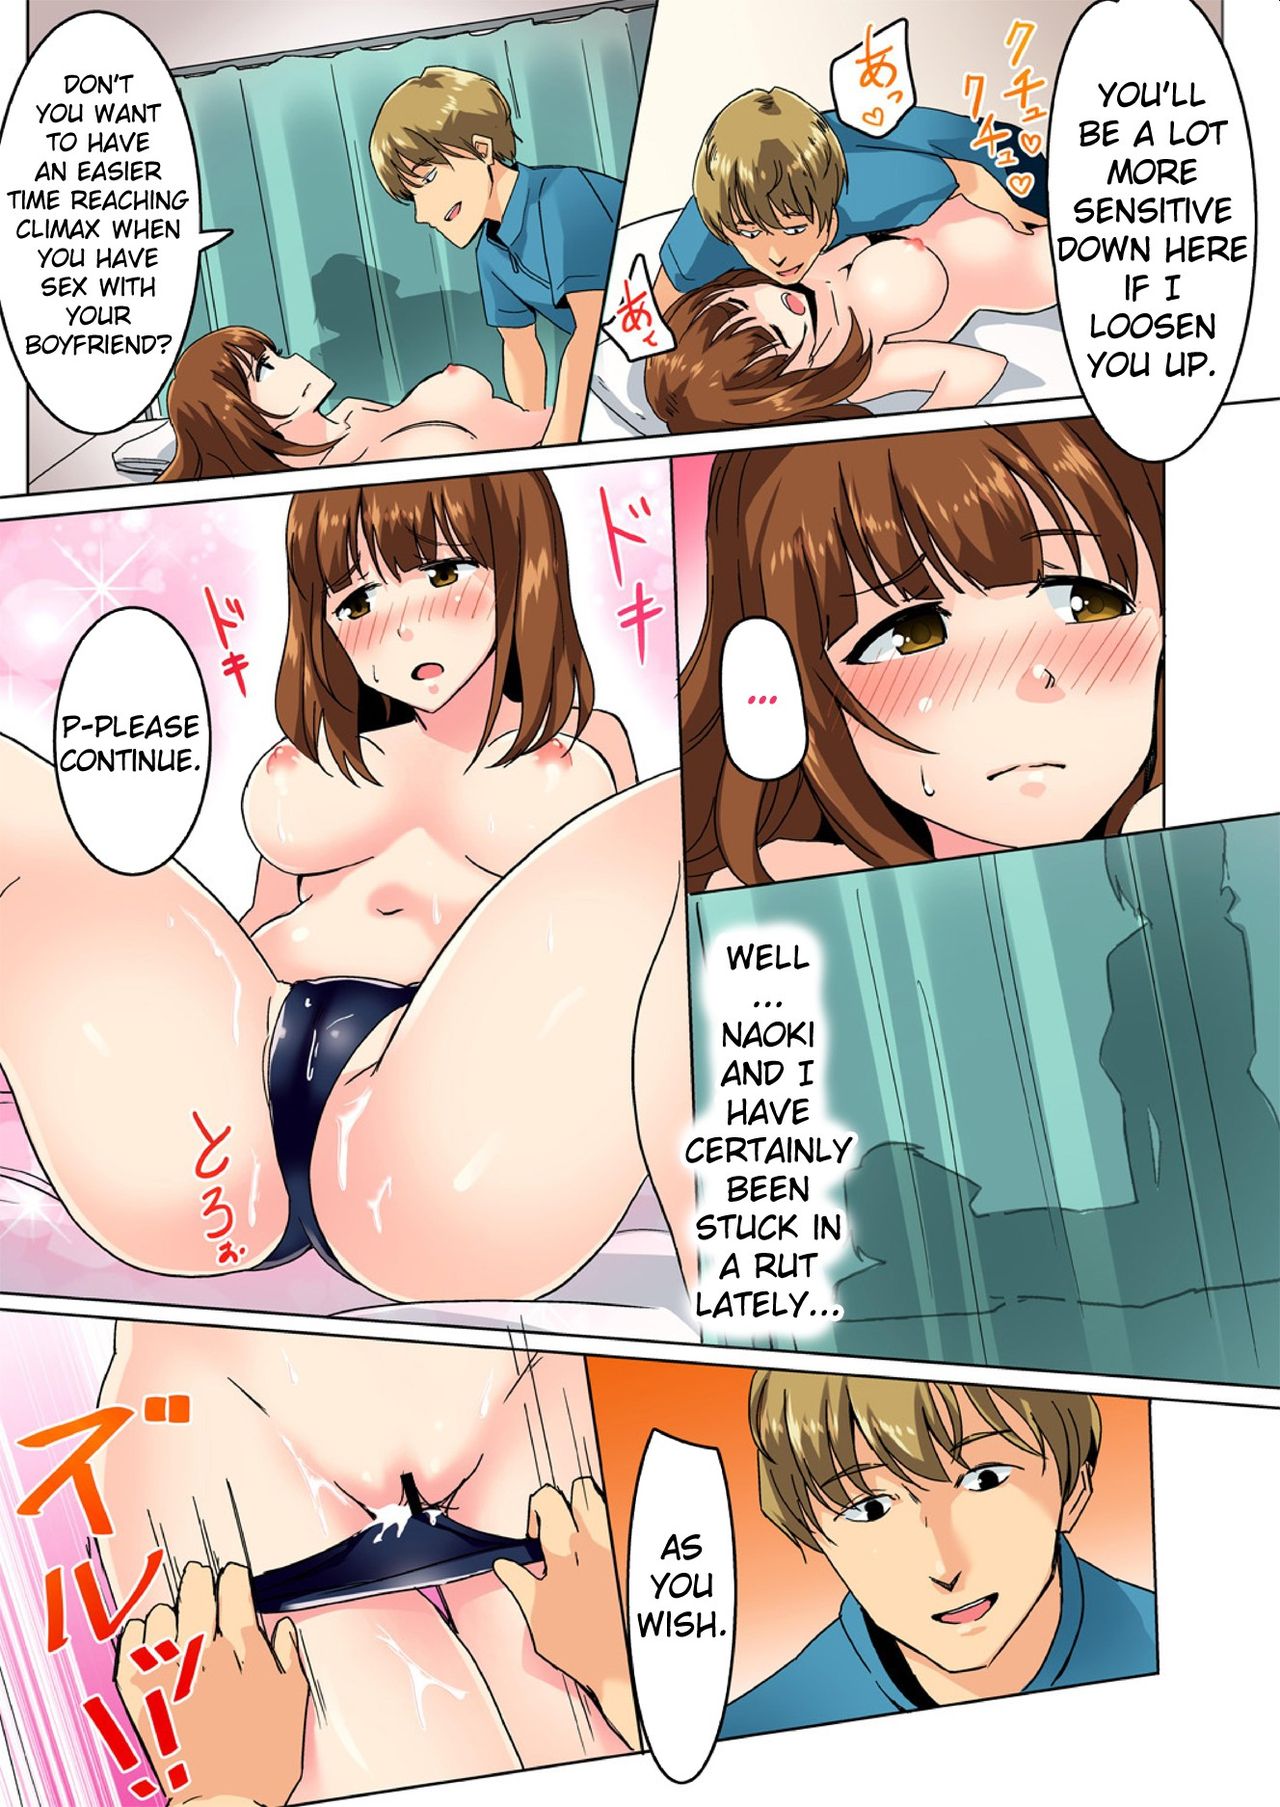 YOU'LL
BE A LOT
MORE
SENSITIVE
DOWN HERE
IF I
LOOSEN
YOU UP.
クチュ♡
クチュ♡
あっ♡
あっ♡
DON'T
YOU WANT
TO HAVE
AN EASIER
TIME REACHING
CLIMAX WHEN
YOU HAVE
SEX WITH
YOUR
BOYFRIEND?
...
WELL
...
NAOKI
AND I
HAVE
CERTAINLY
BEEN
STUCK IN
A RUT
LATELY...
ドキ
ドキ
P-PLEASE
CONTINUE.
とろぉ.
AS
YOU
WISH.
ズルッ!!